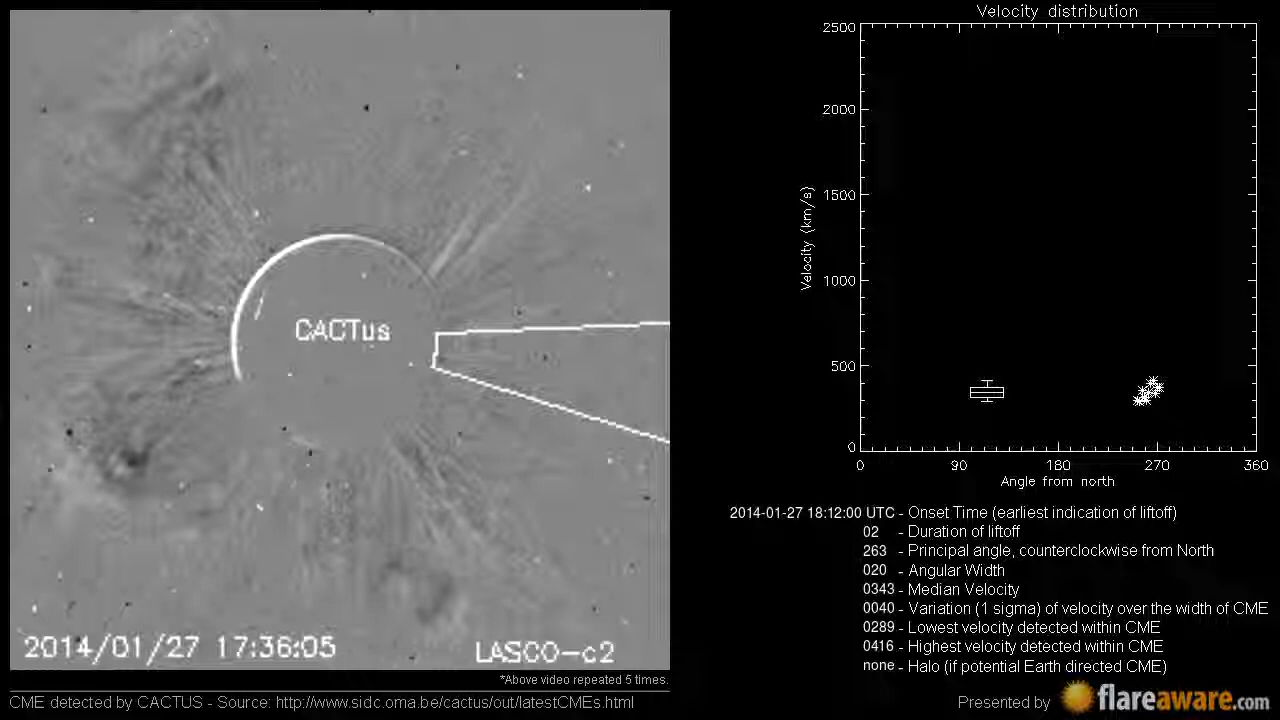 CACTus
2014/01/27 17:36:05
LASCO-c2
*Above video repeated 5 times.
CME detected by CACTUS - Source: http://www.sidc.oma.be/cactus/out/latestCMEs.html
Velocity distribution
Velocity (km/s)
2500
2000
1500
1000
500
0
0 90 180 270 360
Angle from north
2014-01-27 18:12:00 UTC - Onset Time (earliest indication of liftoff)
02 - Duration of liftoff
263 - Principal angle, counterclockwise from North
020 - Angular Width
0343 - Median Velocity
0040 - Variation (1 sigma) of velocity over the width of CME
0289 - Lowest velocity detected within CME
0416 - Highest velocity detected within CME
none - Halo (if potential Earth directed CME)
Presented by flareaware.com